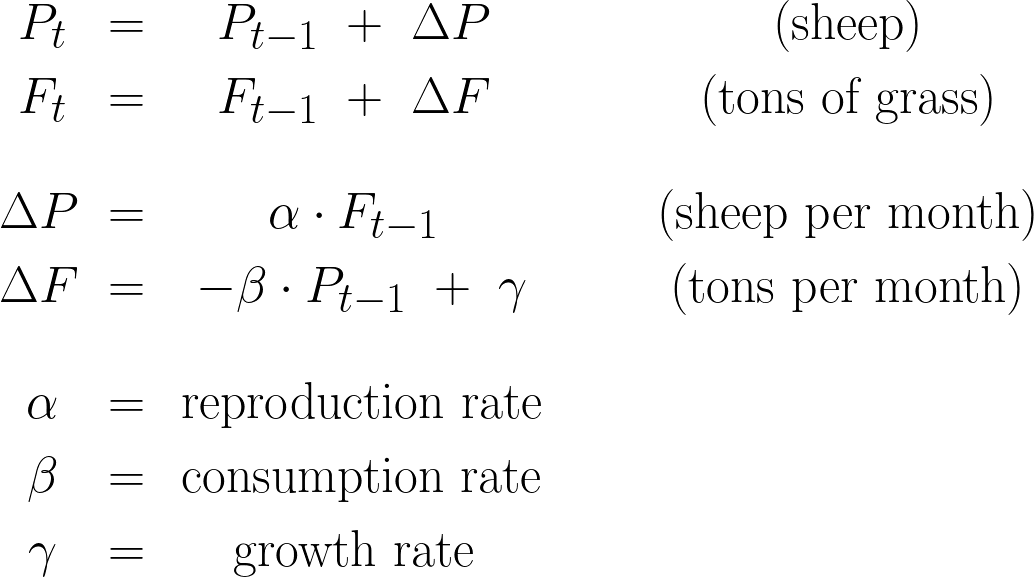 P_t = P_{t−1} + ΔP (sheep)
F_t = F_{t−1} + ΔF (tons of grass)
ΔP = α · F_{t−1} (sheep per month)
ΔF = −β · P_{t−1} + γ (tons per month)
α = reproduction rate
β = consumption rate
γ = growth rate